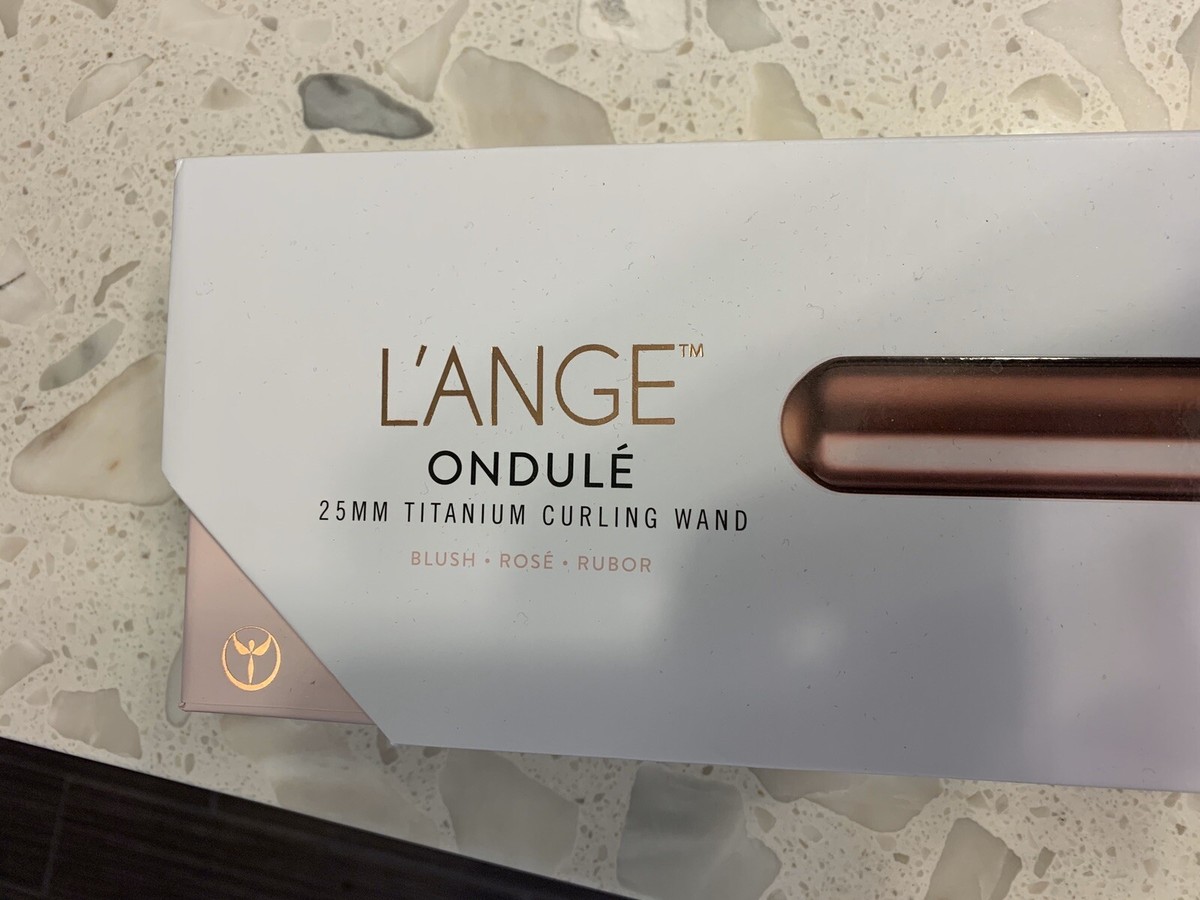 L'ANGE™
ONDULÉ
25MM TITANIUM CURLING WAND
BLUSH • ROSÉ • RUBOR